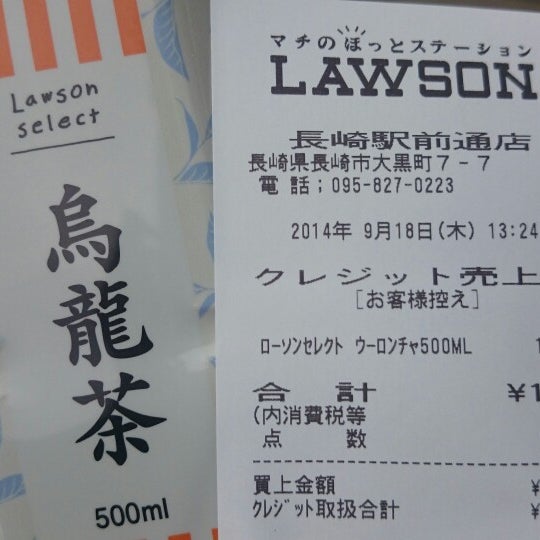 Lawson
select
烏龍茶
500ml
マチのほっとステーション
LAWSON
長崎駅前通店
長崎県長崎市大黒町7-7
電話;095-827-0223
2014年 9月18日(木) 13:24
クレジット売上
[お客様控え]
ローソンセレクト ウーロンチャ500ML 1
合計 ¥1
(内消費税等
点数
買上金額 ¥
クレジット取扱合計 ¥